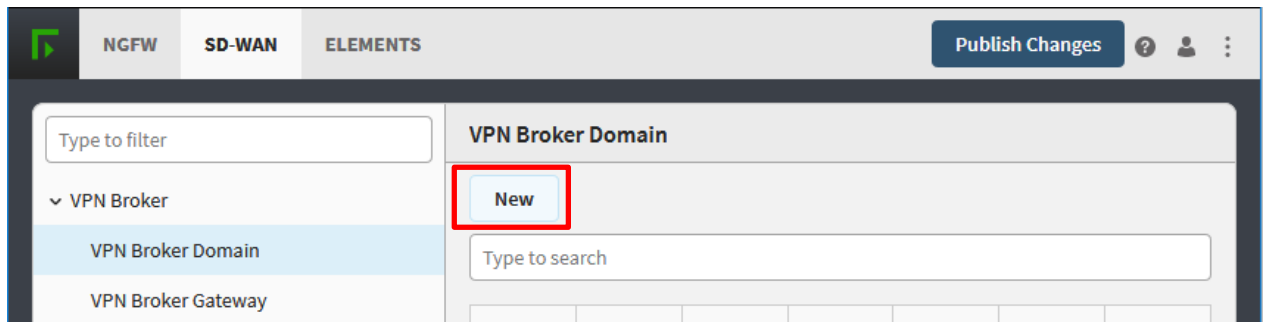 NGFW SD-WAN ELEMENTS Publish Changes
Type to filter
VPN Broker
VPN Broker Domain
VPN Broker Gateway
VPN Broker Domain
New
Type to search